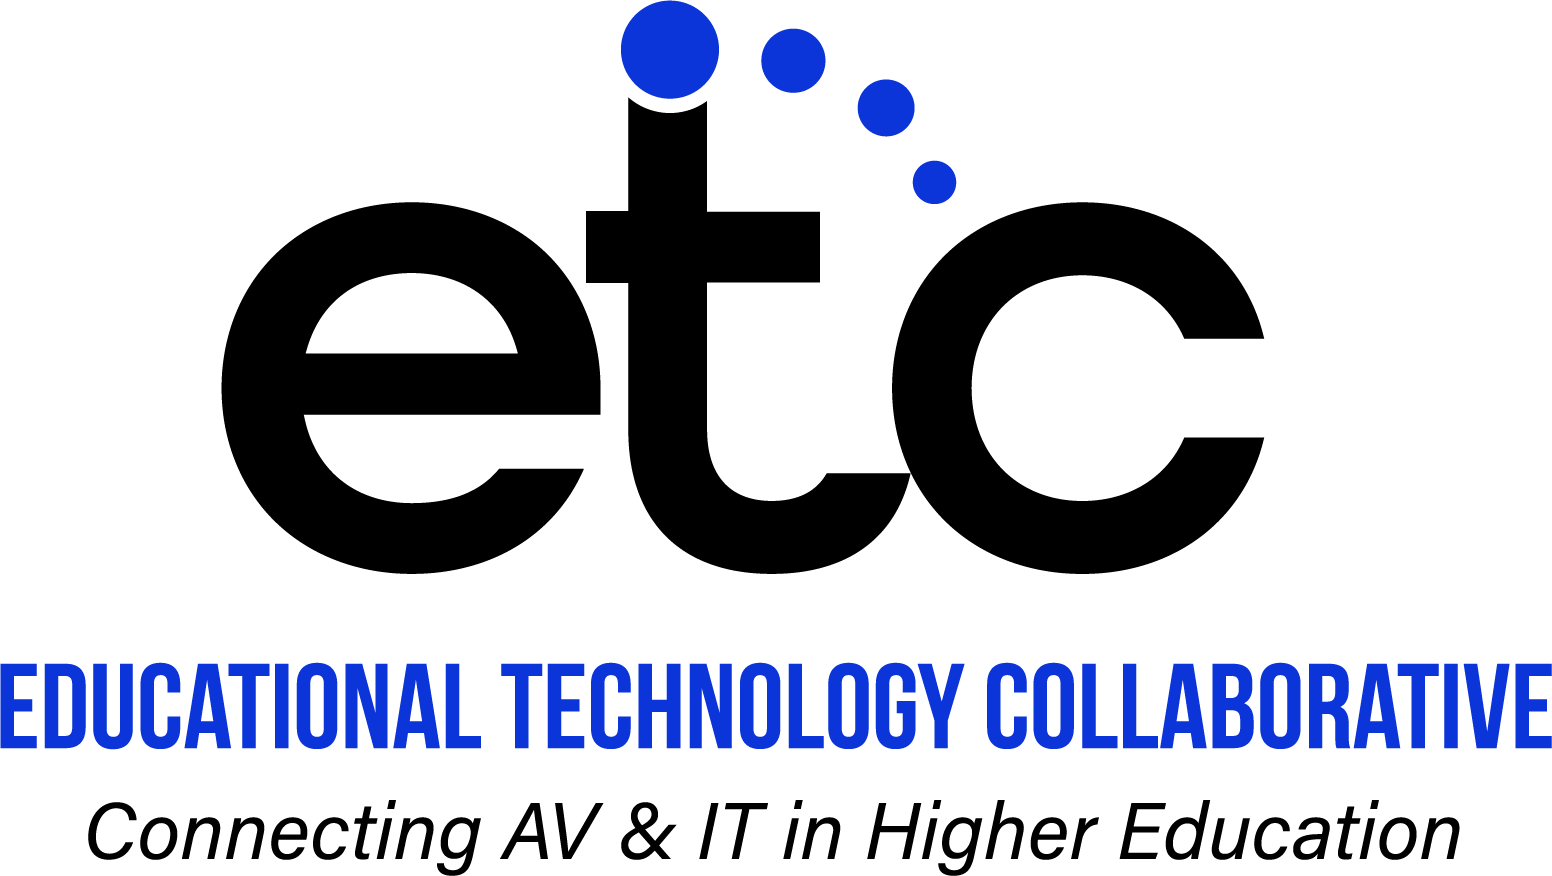 etc
EDUCATIONAL TECHNOLOGY COLLABORATIVE
Connecting AV & IT in Higher Education